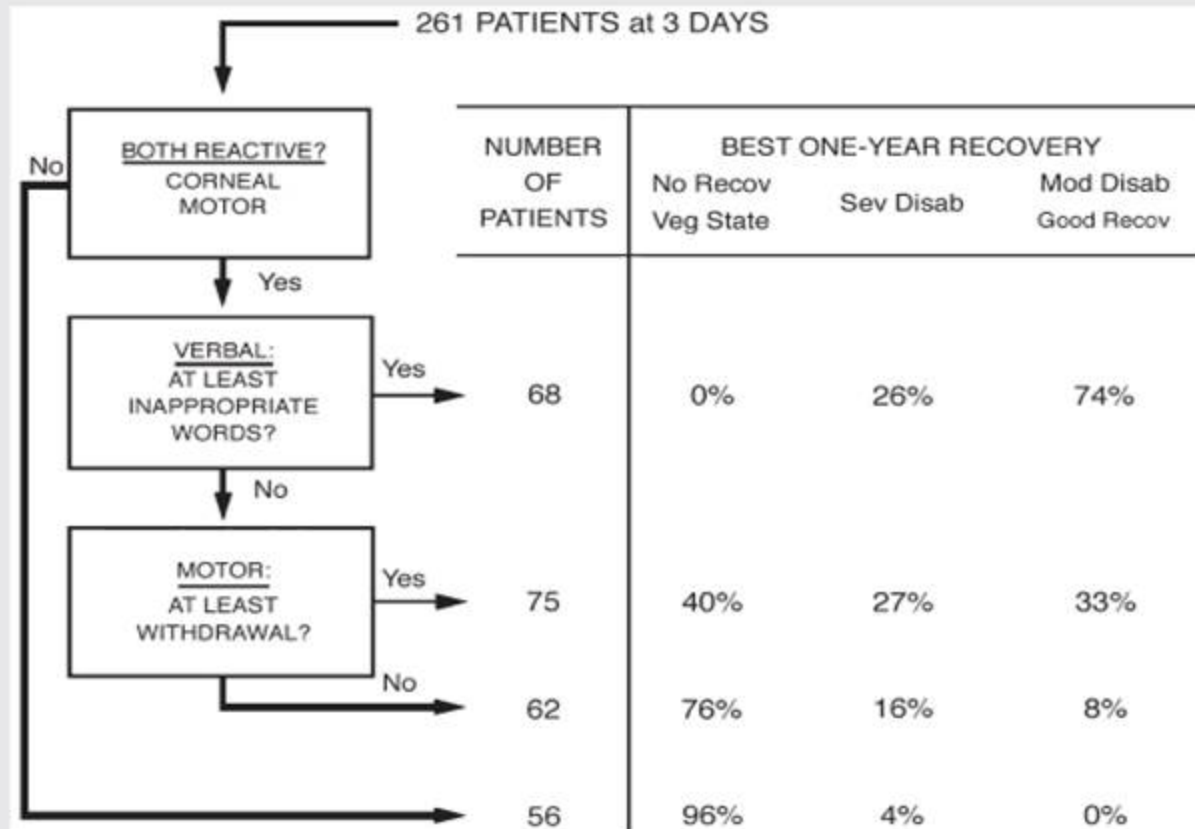 261 PATIENTS at 3 DAYS
No
BOTH REACTIVE?
CORNEAL
MOTOR
NUMBER
OF
PATIENTS
BEST ONE-YEAR RECOVERY
No Recov
Veg State
Sev Disab
Mod Disab
Good Recov
Yes
VERBAL:
AT LEAST
INAPPROPRIATE
WORDS?
Yes
68 0% 26% 74%
No
MOTOR:
AT LEAST
WITHDRAWAL?
Yes
75 40% 27% 33%
No
62 76% 16% 8%
56 96% 4% 0%